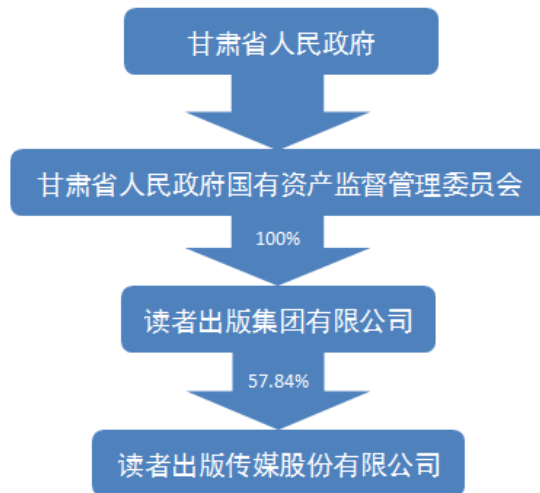 甘肃省人民政府
甘肃省人民政府国有资产监督管理委员会
100%
读者出版集团有限公司
57.84%
读者出版传媒股份有限公司